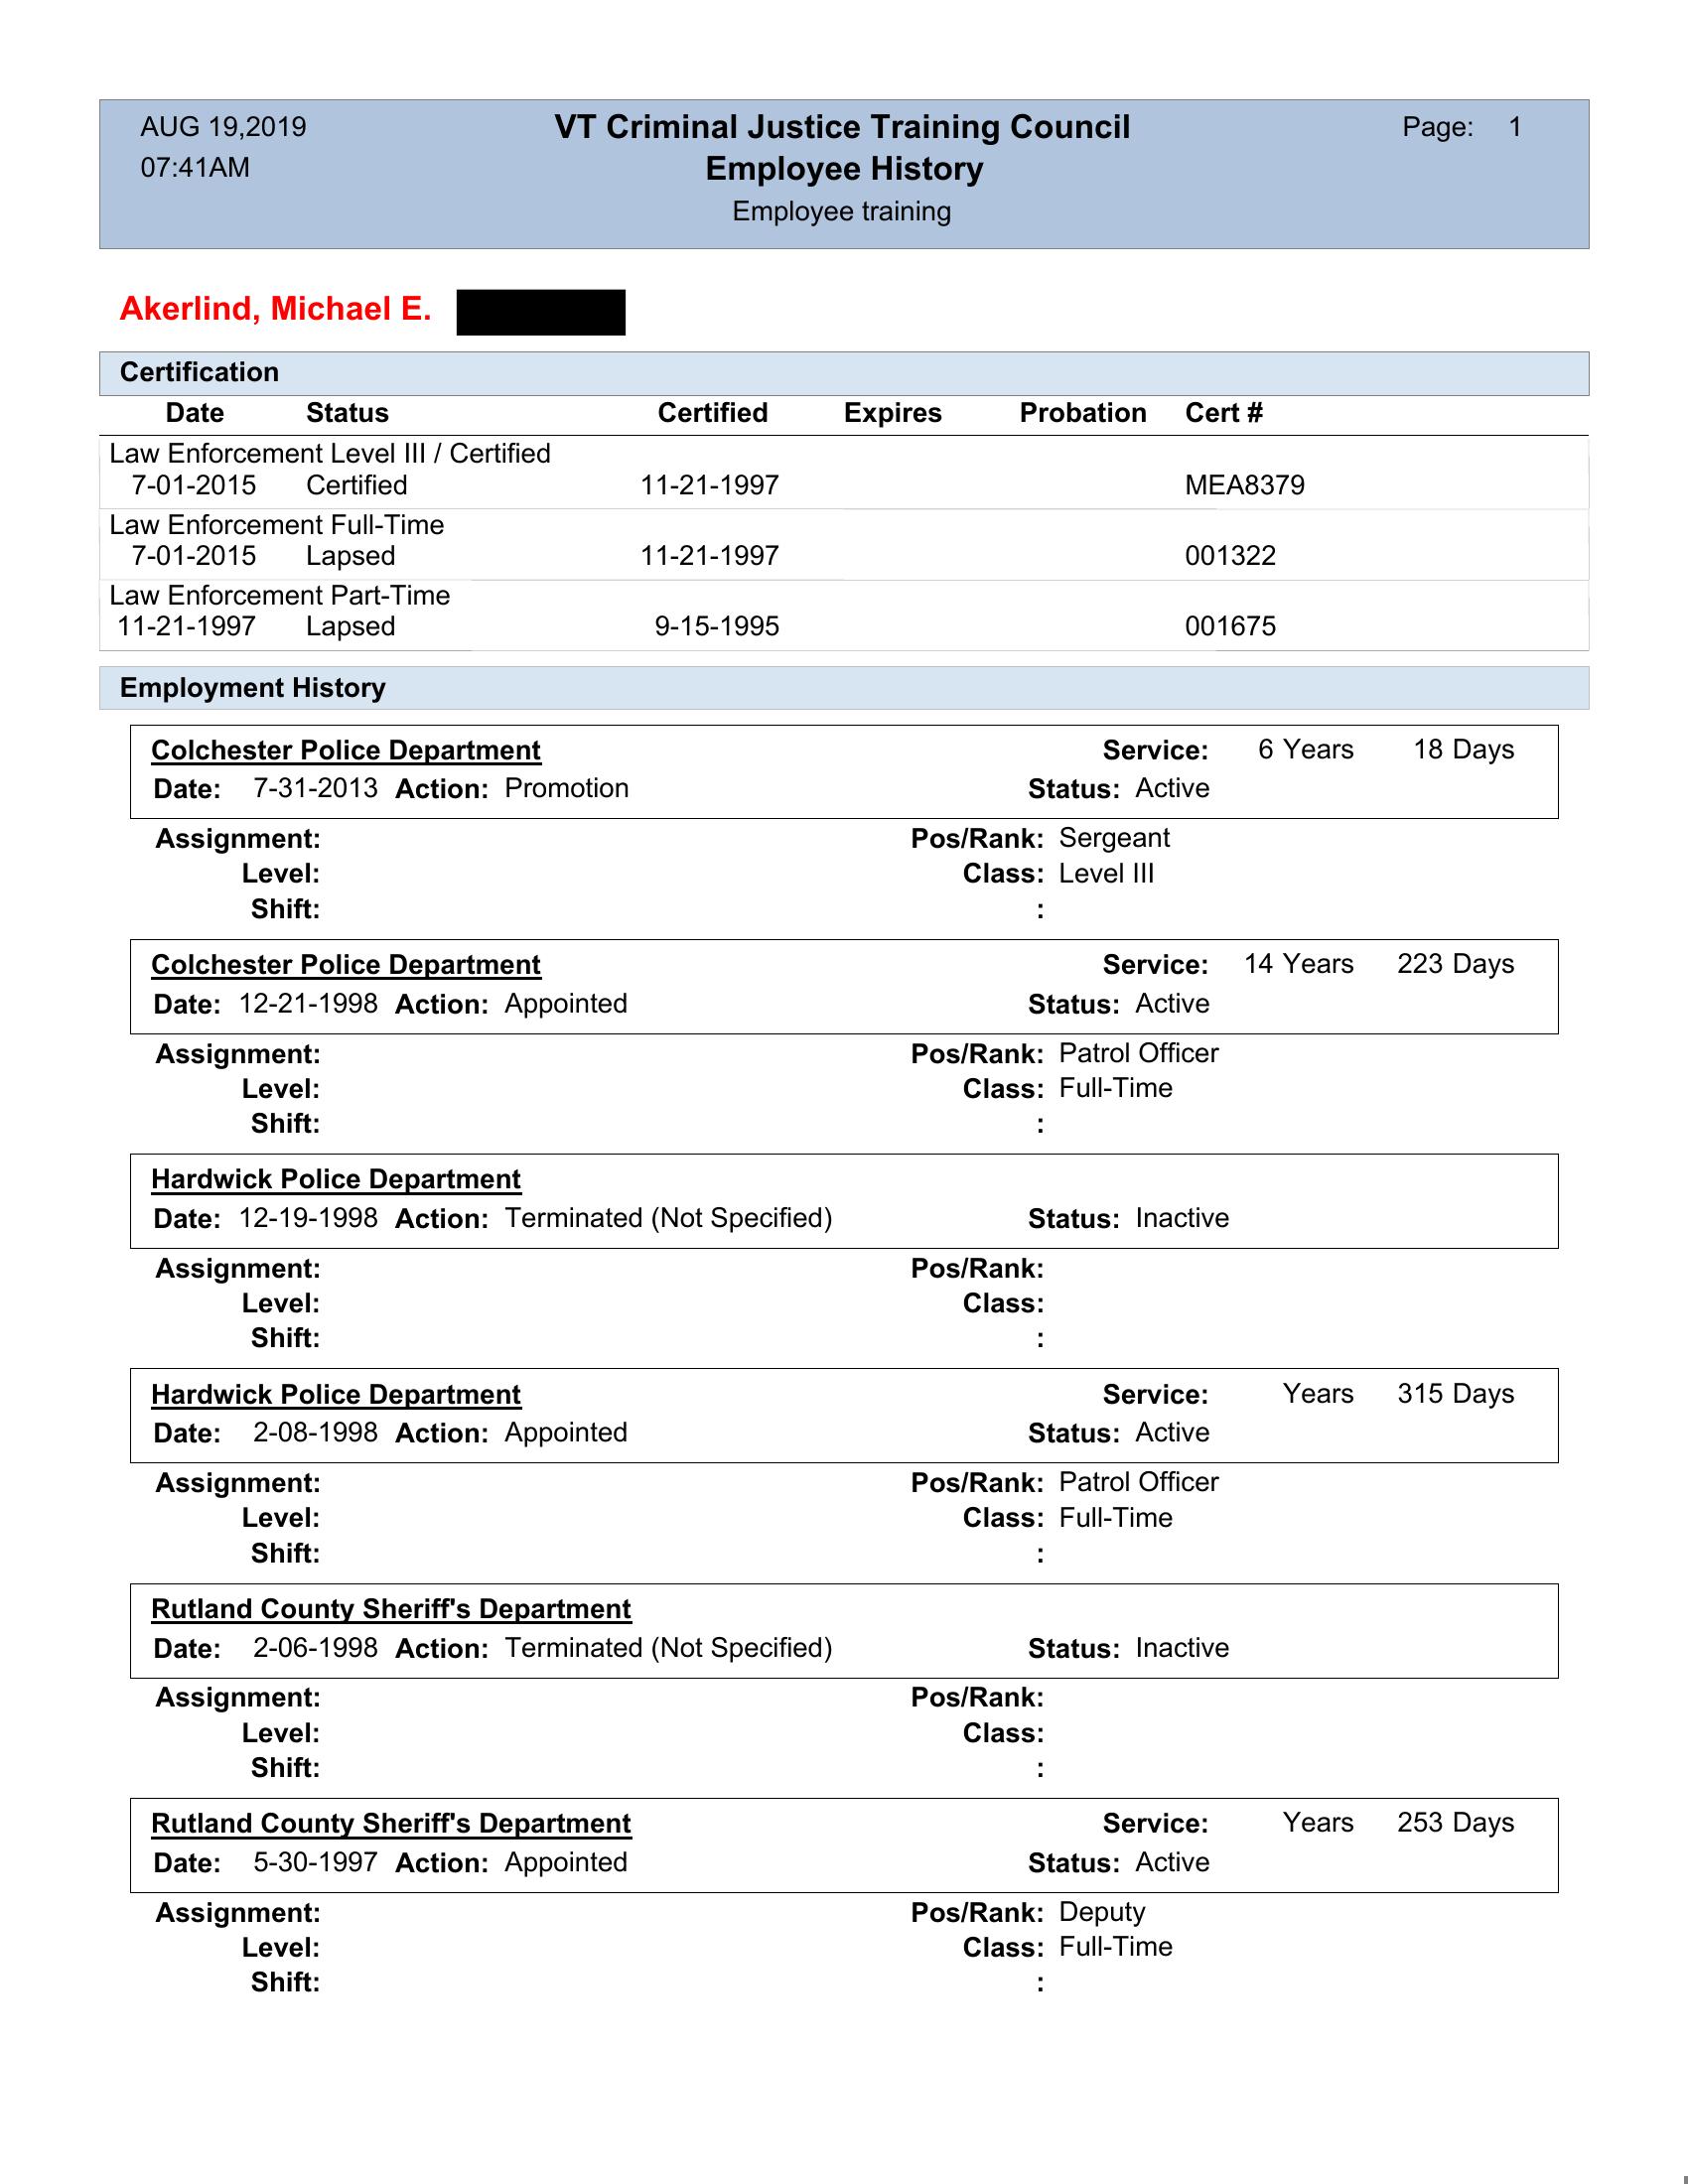 AUG 19,2019 VT Criminal Justice Training Council Page: 1
07:41AM Employee History
Employee training
Akerlind, Michael E.
Certification
Date Status Certified Expires Probation Cert #
Law Enforcement Level III / Certified
7-01-2015 Certified 11-21-1997 MEA8379
Law Enforcement Full-Time
7-01-2015 Lapsed 11-21-1997 001322
Law Enforcement Part-Time
11-21-1997 Lapsed 9-15-1995 001675
Employment History
Colchester Police Department Service: 6 Years 18 Days
Date: 7-31-2013 Action: Promotion Status: Active
Assignment: Pos/Rank: Sergeant
Level: Class: Level III
Shift: :
Colchester Police Department Service: 14 Years 223 Days
Date: 12-21-1998 Action: Appointed Status: Active
Assignment: Pos/Rank: Patrol Officer
Level: Class: Full-Time
Shift: :
Hardwick Police Department
Date: 12-19-1998 Action: Terminated (Not Specified) Status: Inactive
Assignment: Pos/Rank:
Level: Class:
Shift: :
Hardwick Police Department Service: Years 315 Days
Date: 2-08-1998 Action: Appointed Status: Active
Assignment: Pos/Rank: Patrol Officer
Level: Class: Full-Time
Shift: :
Rutland County Sheriff's Department
Date: 2-06-1998 Action: Terminated (Not Specified) Status: Inactive
Assignment: Pos/Rank:
Level: Class:
Shift: :
Rutland County Sheriff's Department Service: Years 253 Days
Date: 5-30-1997 Action: Appointed Status: Active
Assignment: Pos/Rank: Deputy
Level: Class: Full-Time
Shift: :